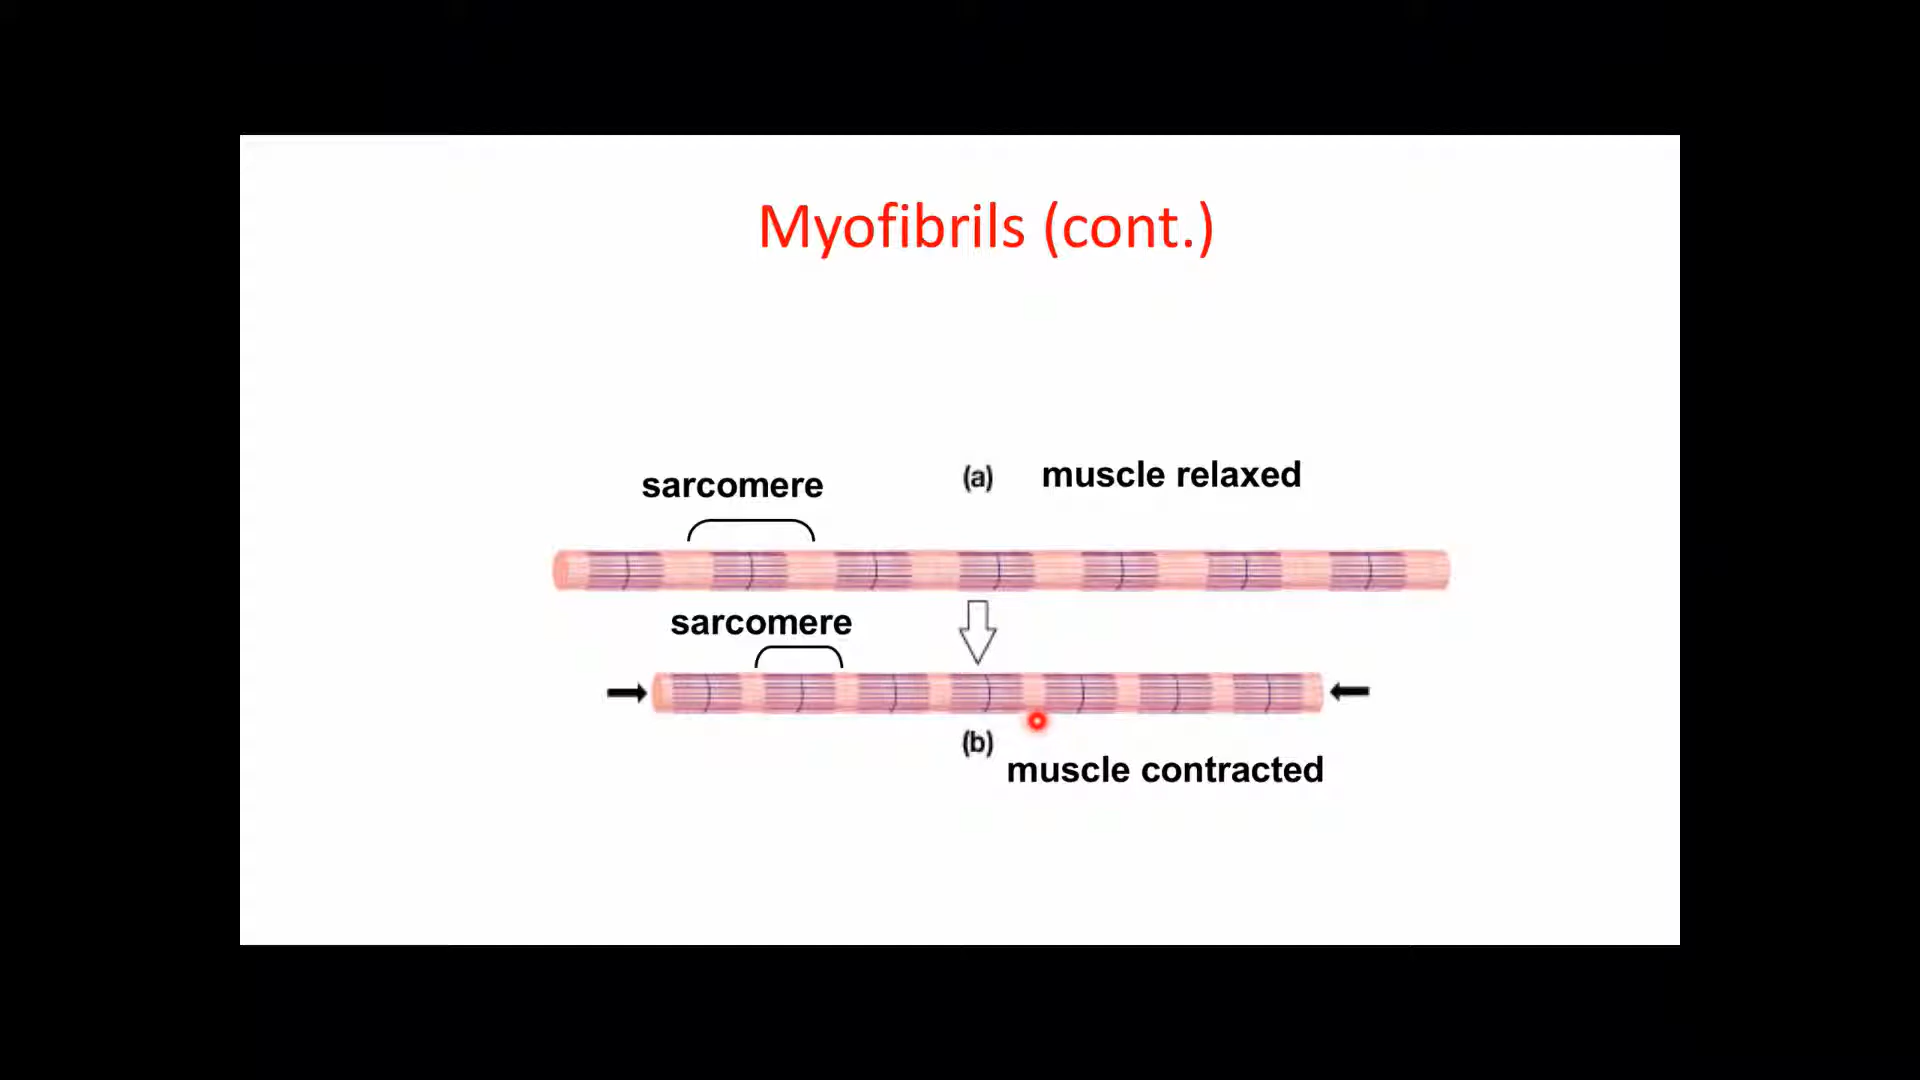 Myofibrils (cont.)
sarcomere
(a) muscle relaxed
sarcomere
(b)
muscle contracted